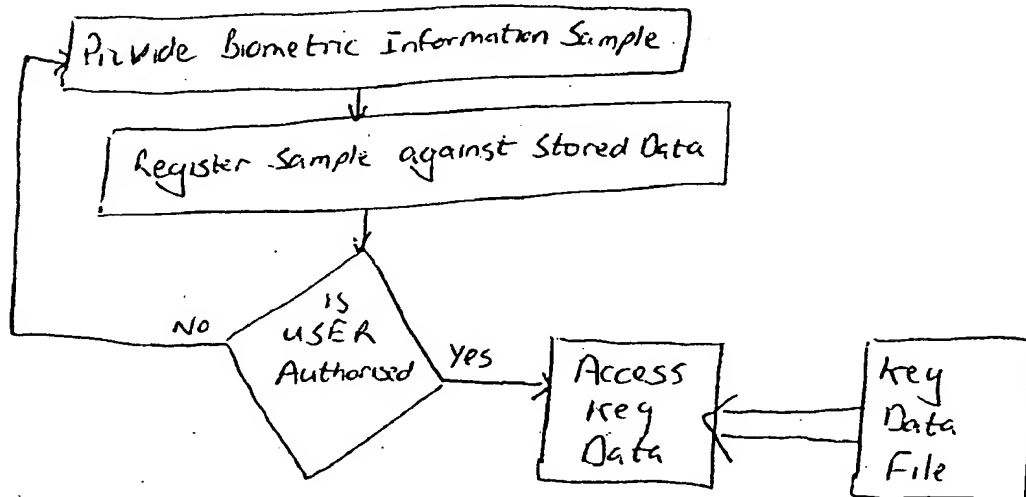 Provide Biometric Information Sample
Register Sample against Stored Data
IS
USER
Authorised
No
Yes
Access
Key
Data
Key
Data
File